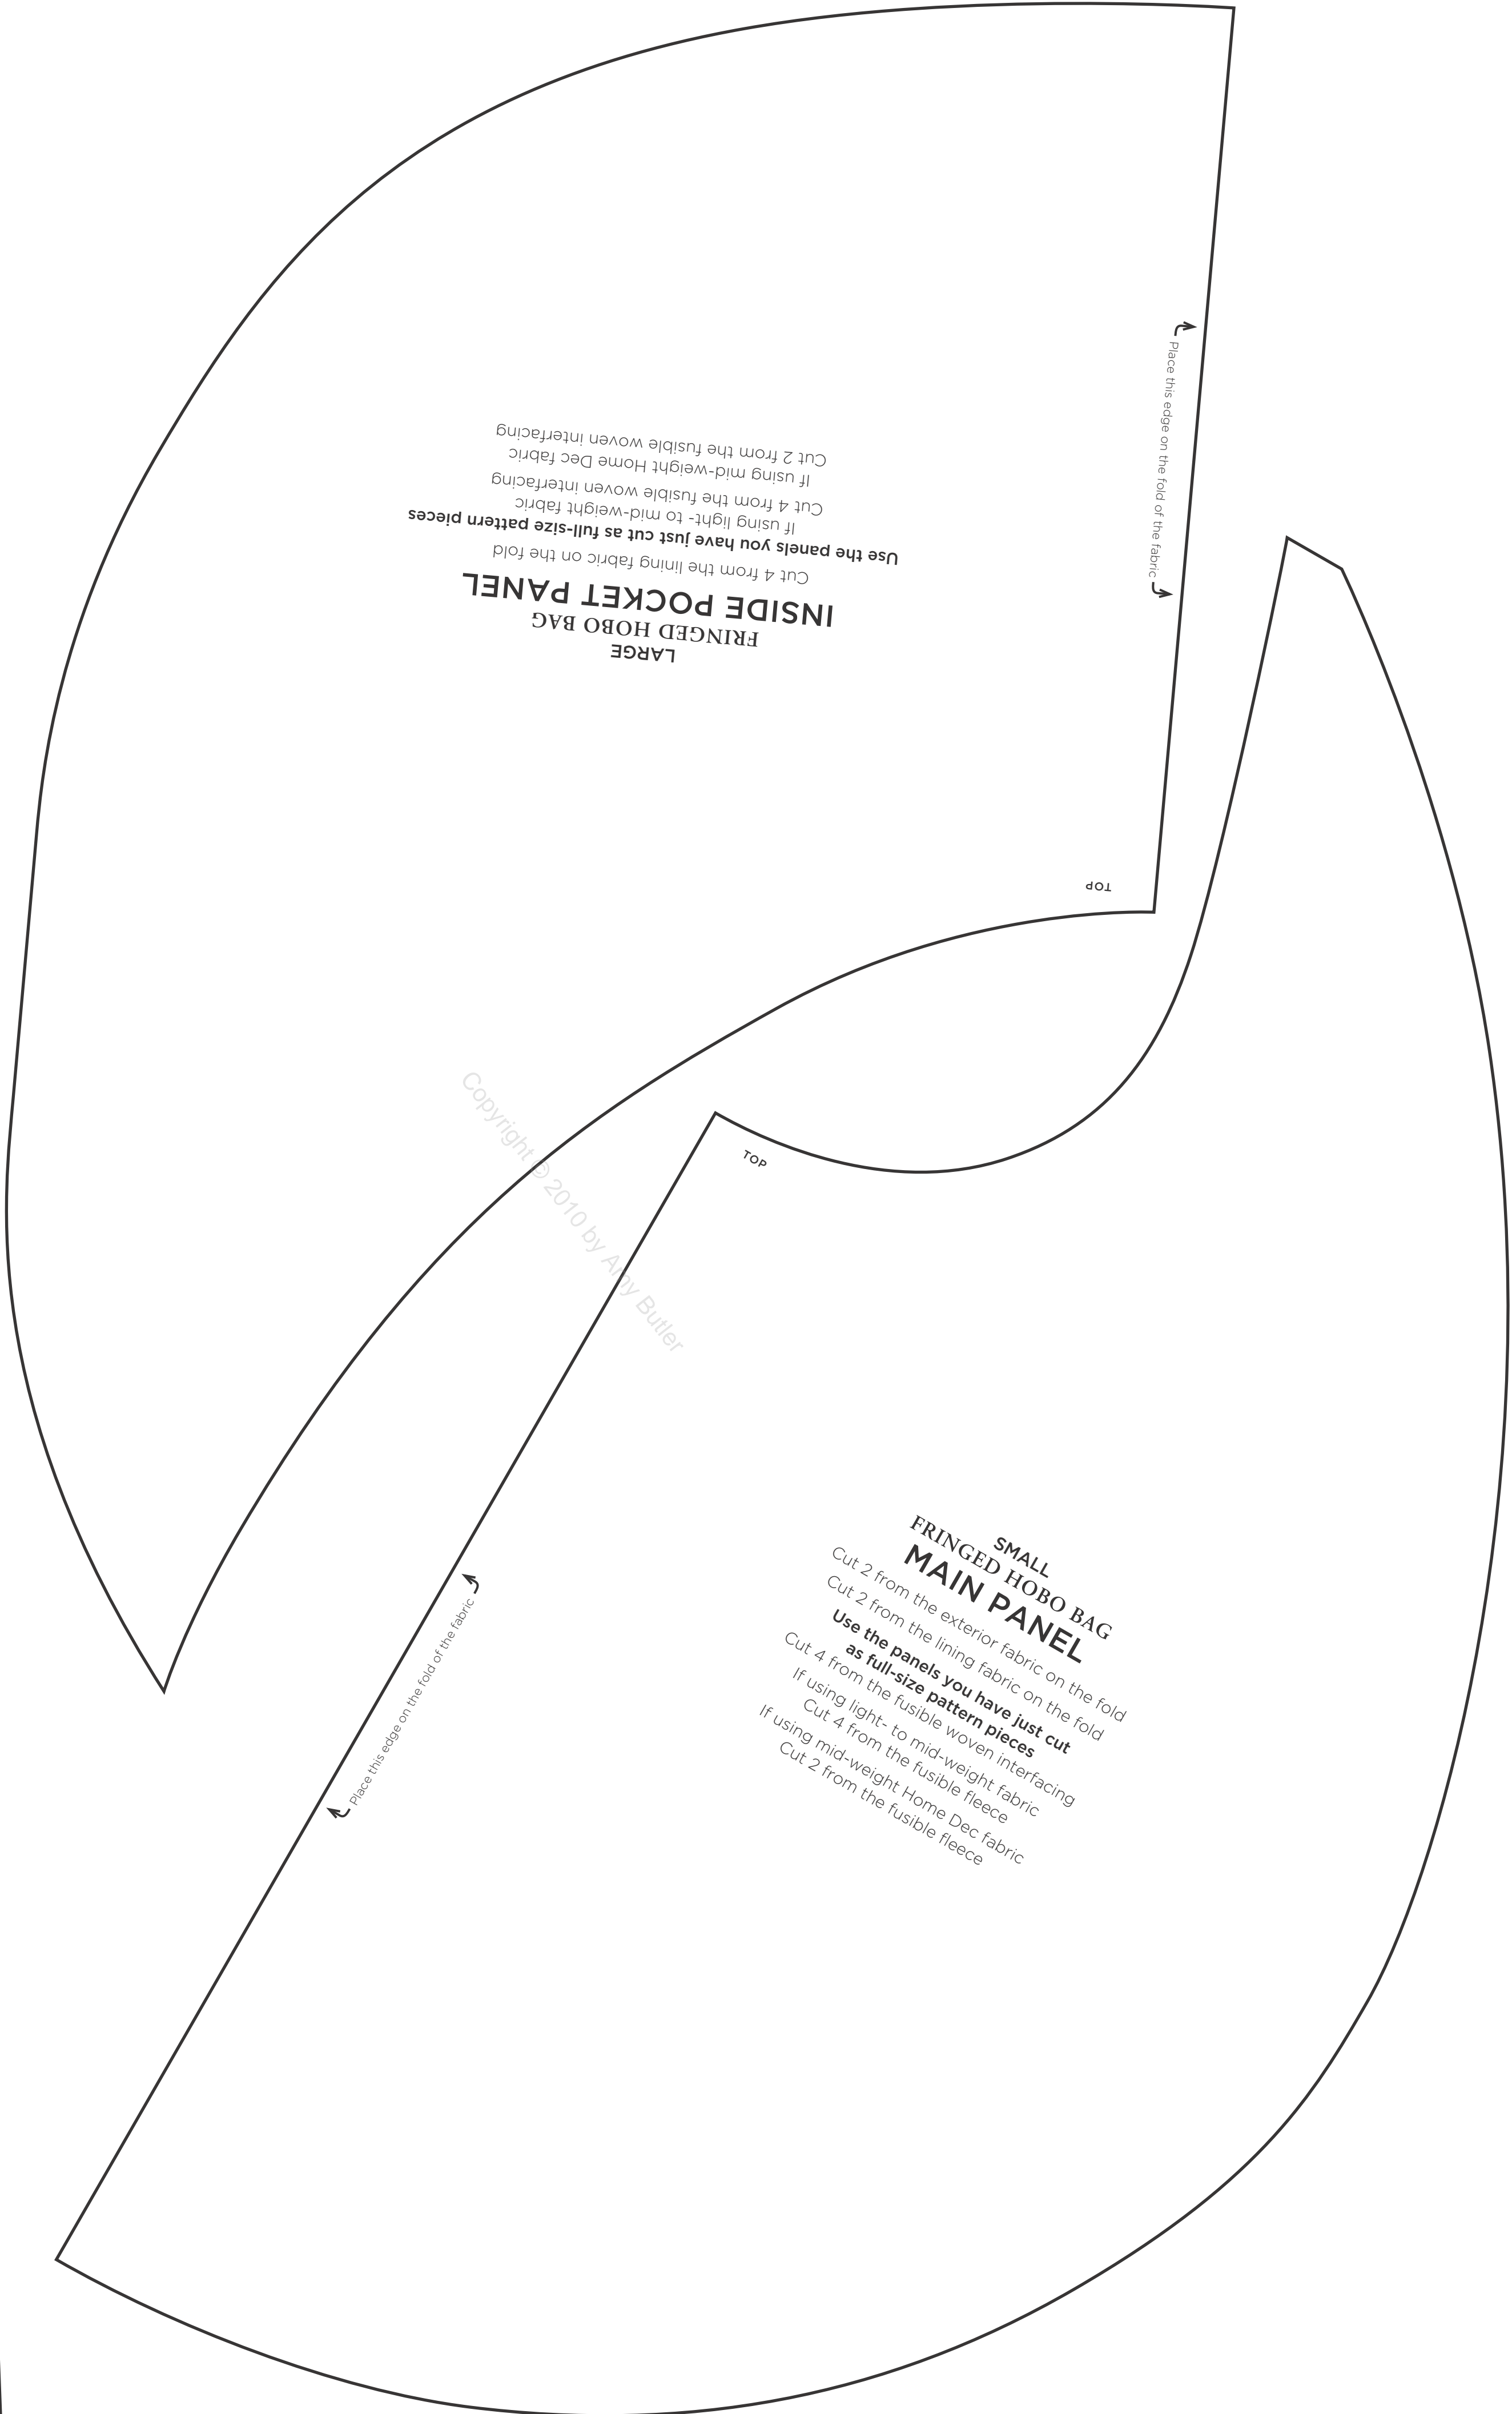 LARGE
FRINGED HOBO BAG
INSIDE POCKET PANEL
Cut 4 from the lining fabric on the fold
Use the panels you have just cut as full-size pattern pieces
If using light- to mid-weight fabric
Cut 4 from the fusible woven interfacing
If using mid-weight Home Dec fabric
Cut 2 from the fusible woven interfacing
Place this edge on the fold of the fabric
TOP
Copyright © 2010 by Amy Butler
TOP
SMALL
FRINGED HOBO BAG
MAIN PANEL
Cut 2 from the exterior fabric on the fold
Cut 2 from the lining fabric on the fold
Use the panels you have just cut
as full-size pattern pieces
Cut 4 from the fusible woven interfacing
If using light- to mid-weight fabric
Cut 4 from the fusible fleece
If using mid-weight Home Dec fabric
Cut 2 from the fusible fleece
Place this edge on the fold of the fabric